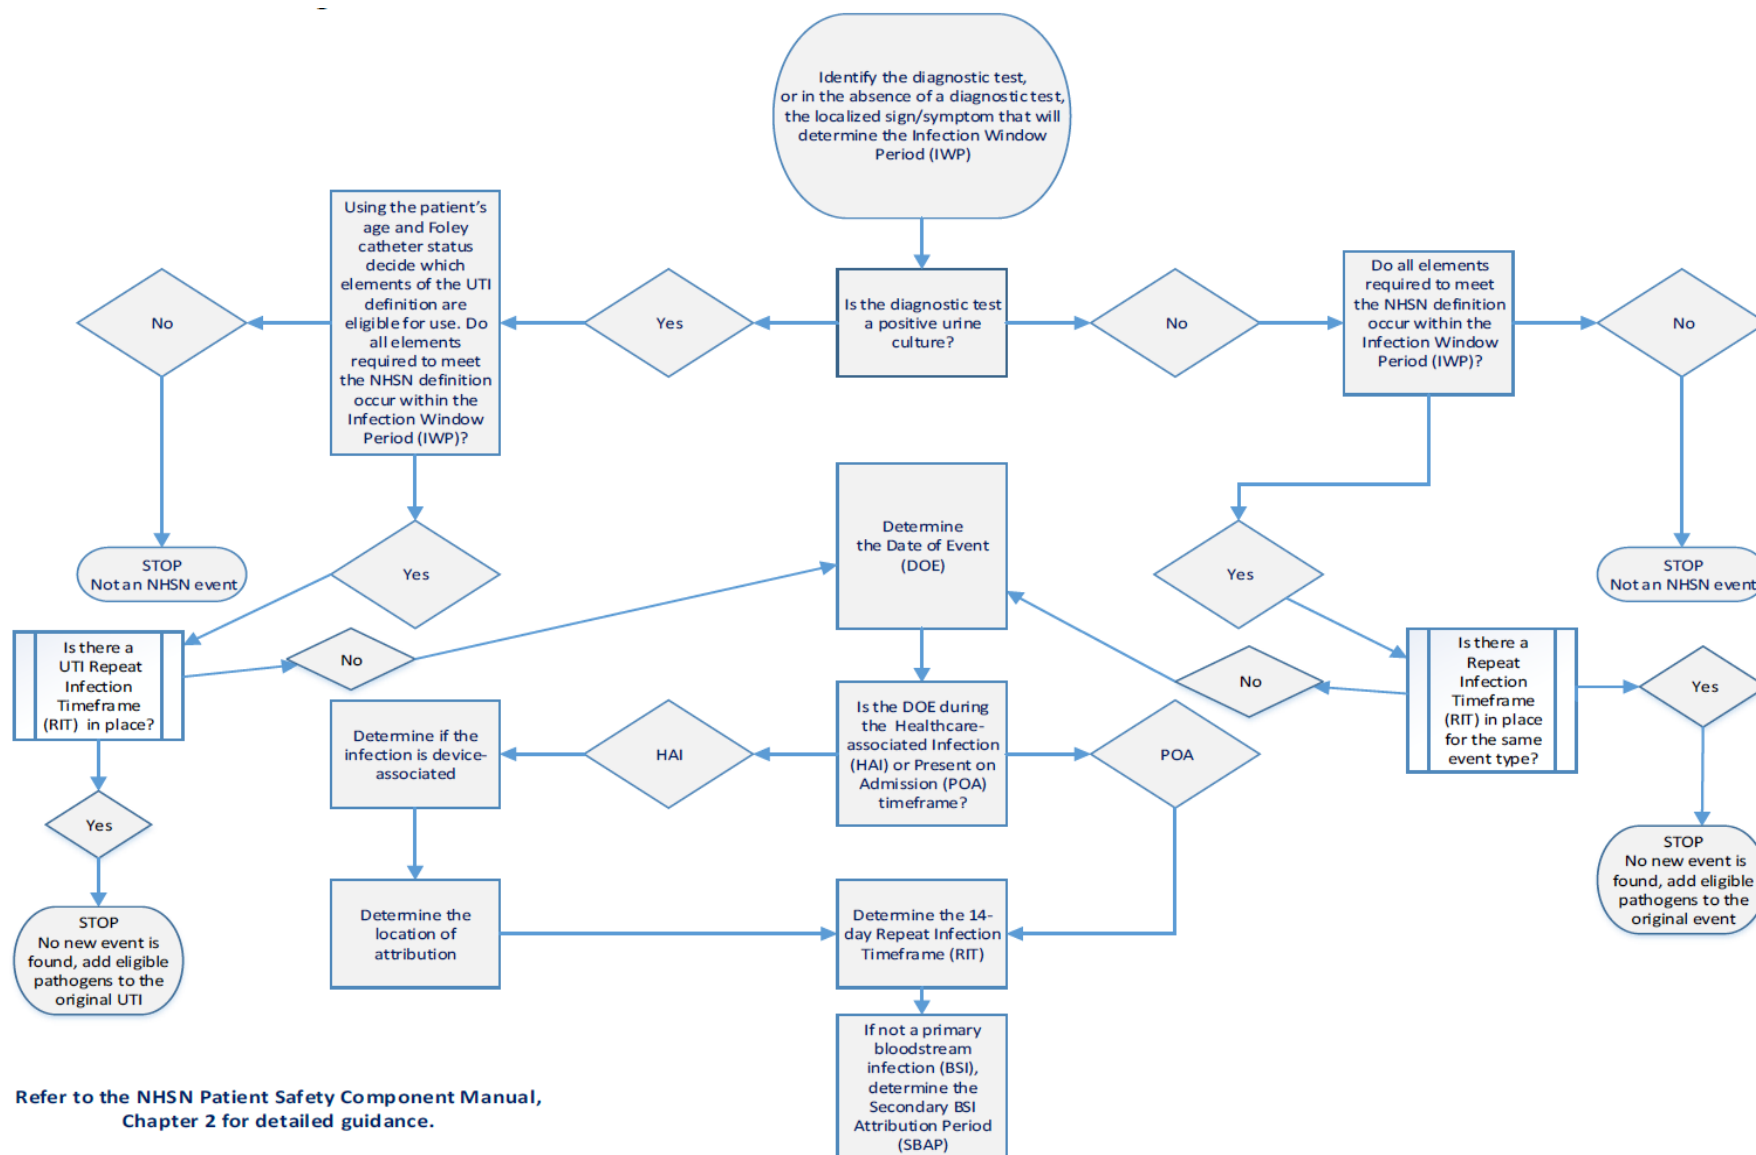 Identify the diagnostic test,
or in the absence of a diagnostic test,
the localized sign/symptom that will
determine the Infection Window
Period (IWP)
Using the patient's
age and Foley
catheter status
decide which
elements of the UTI
definition are
eligible for use. Do
all elements
required to meet
the NHSN definition
occur within the
Infection Window
Period (IWP)?
No
Yes
Is the diagnostic test
a positive urine
culture?
No
Do all elements
required to meet
the NHSN definition
occur within the
Infection Window
Period (IWP)?
No
STOP
Not an NHSN event
Yes
Determine
the Date of Event
(DOE)
Yes
STOP
Not an NHSN event
Is there a
UTI Repeat
Infection
Timeframe
(RIT) in place?
No
No
Is there a
Repeat
Infection
Timeframe
(RIT) in place
for the same
event type?
Yes
Determine if the
infection is device-
associated
HAI
Is the DOE during
the Healthcare-
associated Infection
(HAI) or Present on
Admission (POA)
timeframe?
POA
Yes
STOP
No new event is
found, add eligible
pathogens to the
original UTI
Determine the
location of
attribution
Determine the 14-
day Repeat Infection
Timeframe (RIT)
STOP
No new event is
found, add eligible
pathogens to the
original event
If not a primary
bloodstream
infection (BSI),
determine the
Secondary BSI
Attribution Period
(SBAP)
Refer to the NHSN Patient Safety Component Manual,
Chapter 2 for detailed guidance.